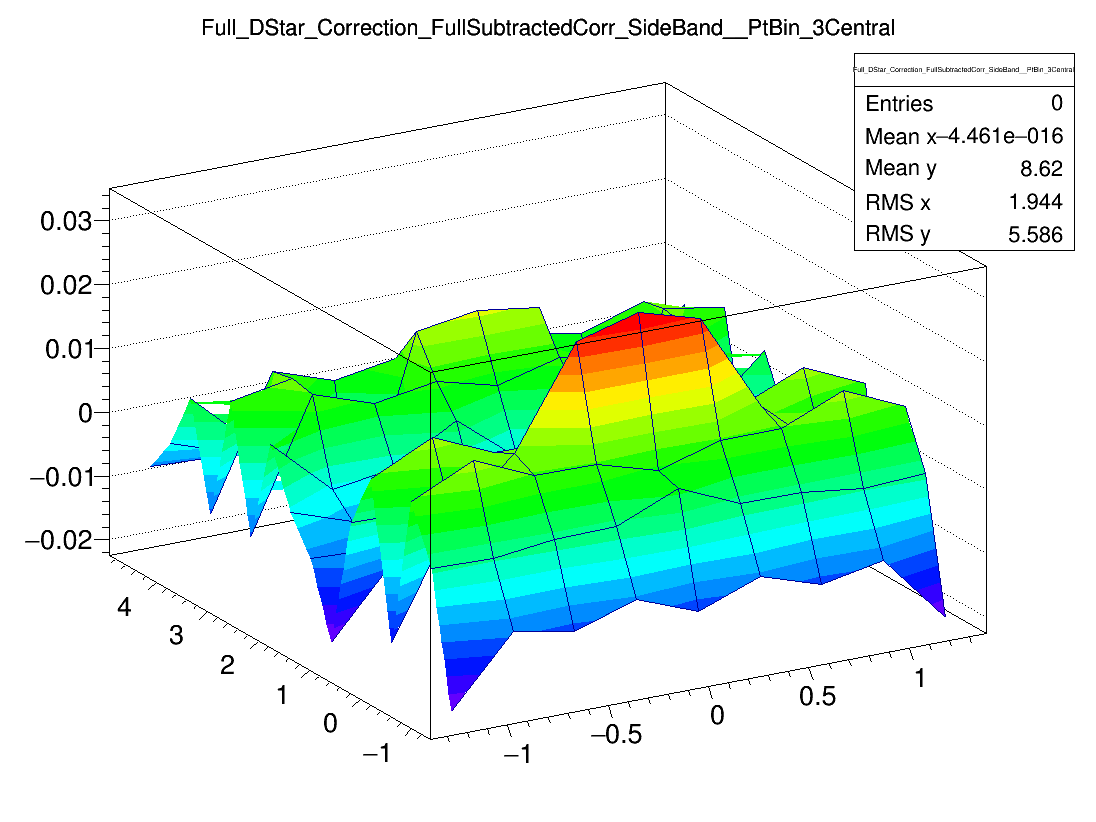 Full_DStar_Correction_FullSubtractedCorr_SideBand__PtBin_3Central
Full_DStar_Correction_FullSubtractedCorr_SideBand__PtBin_3Central
Entries 0
Mean x −4.461e−016
Mean y 8.62
RMS x 1.944
RMS y 5.586
0.03
0.02
0.01
0
−0.01
−0.02
4
3
2
1
0
−1
−1
−0.5
0
0.5
1